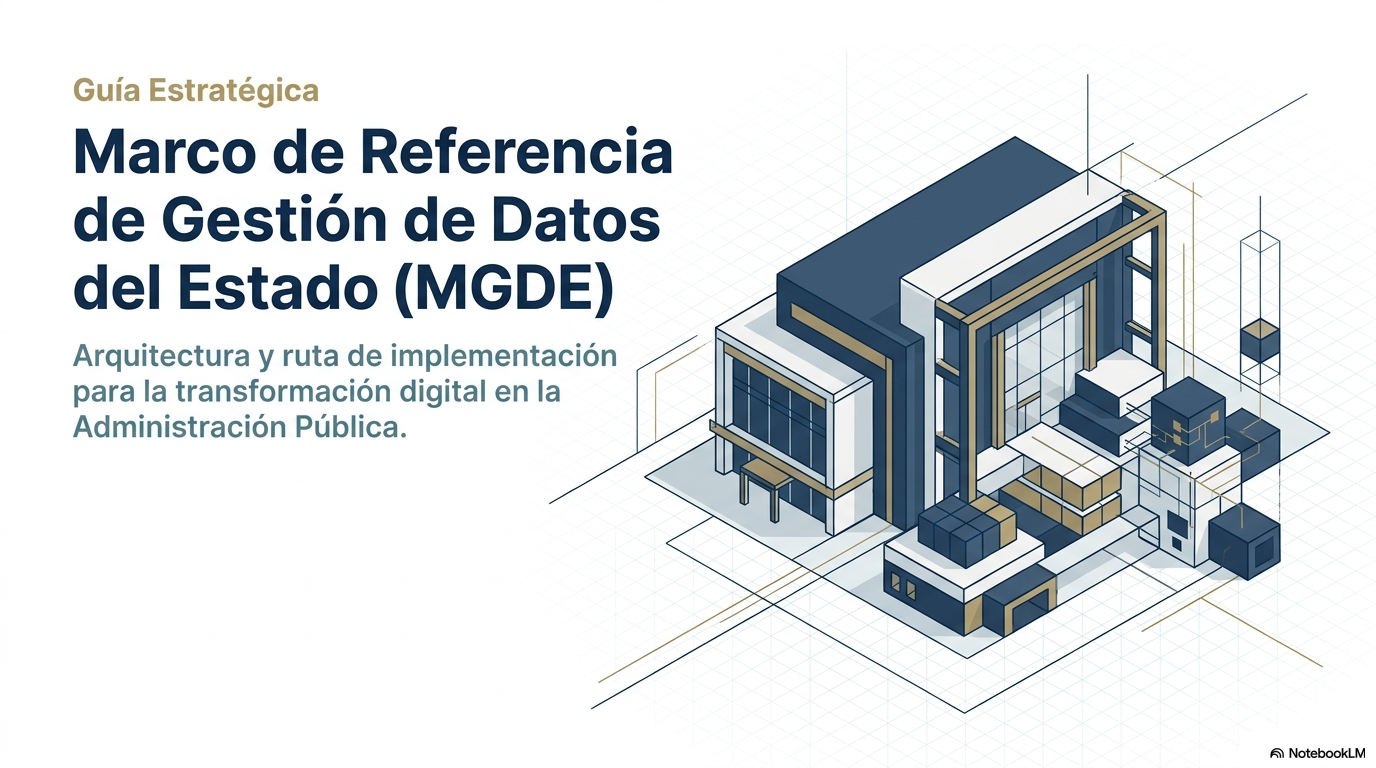 Guía Estratégica
Marco de Referencia
de Gestión de Datos
del Estado (MGDE)
Arquitectura y ruta de implementación
para la transformación digital en la
Administración Pública.
NotebookLM